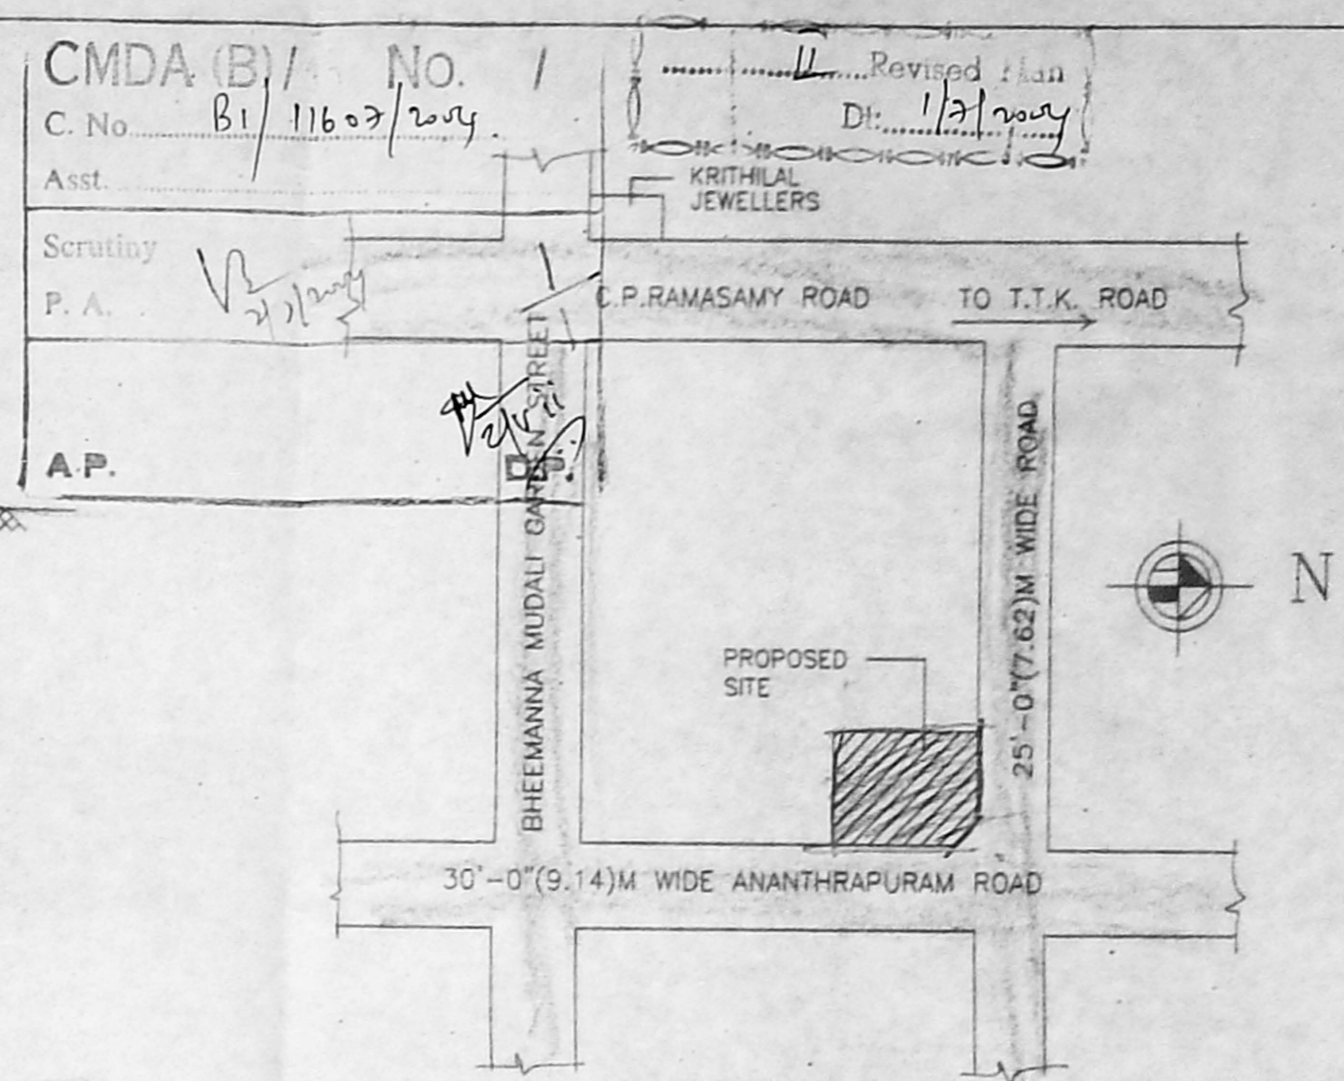 CMDA (B)/ No. /
C. No. B1/11607/2004
Asst.
Scrutiny
P. A.
A.P.
II Revised Plan
Dt: 1/7/2004
KRITHILAL
JEWELLERS
C.P.RAMASAMY ROAD
TO T.T.K. ROAD
BHEEMANNA MUDALI GARDEN STREET
25'-0"(7.62)M WIDE ROAD
PROPOSED
SITE
N
30'-0"(9.14)M WIDE ANANTHRAPURAM ROAD